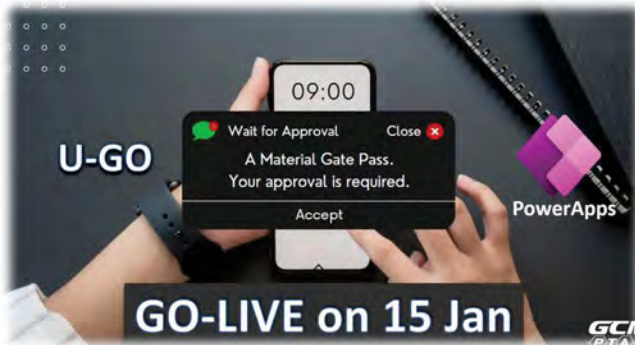 09:00
Wait for Approval Close
A Material Gate Pass.
Your approval is required.
Accept
U-GO
PowerApps
GO-LIVE on 15 Jan